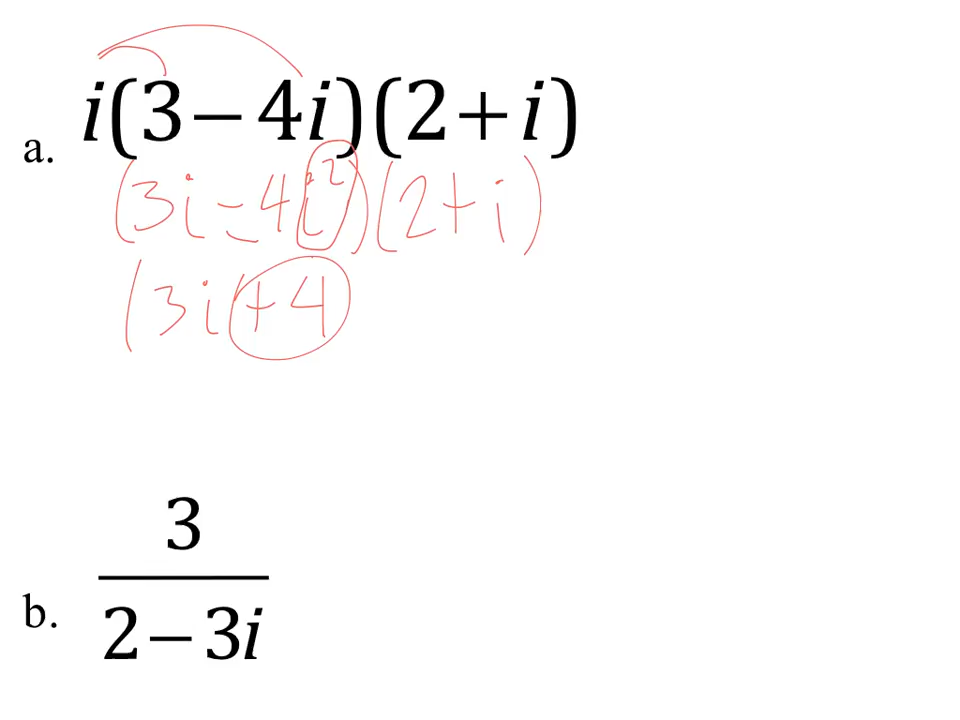 a. i(3−4i)(2+i)
(3i−4i²)(2+i)
(3i+4
b. 3
2−3i